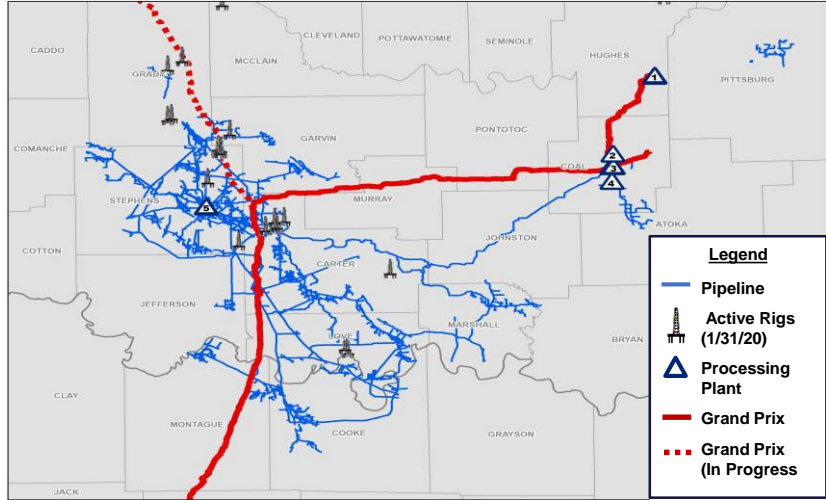 CLEVELAND
POTTAWATOMIE
SEMINOLE
HUGHES
CADDO
MCCLAIN
GRADY
PITTSBURG
1
PONTOTOC
GARVIN
COMANCHE
2
COAL
3
4
STEPHENS
5
MURRAY
ATOKA
JOHNSTON
COTTON
CARTER
JEFFERSON
LOVE
MARSHALL
BRYAN
CLAY
MONTAGUE
COOKE
GRAYSON
JACK
Legend
Pipeline
Active Rigs
(1/31/20)
Processing
Plant
Grand Prix
Grand Prix
(In Progress